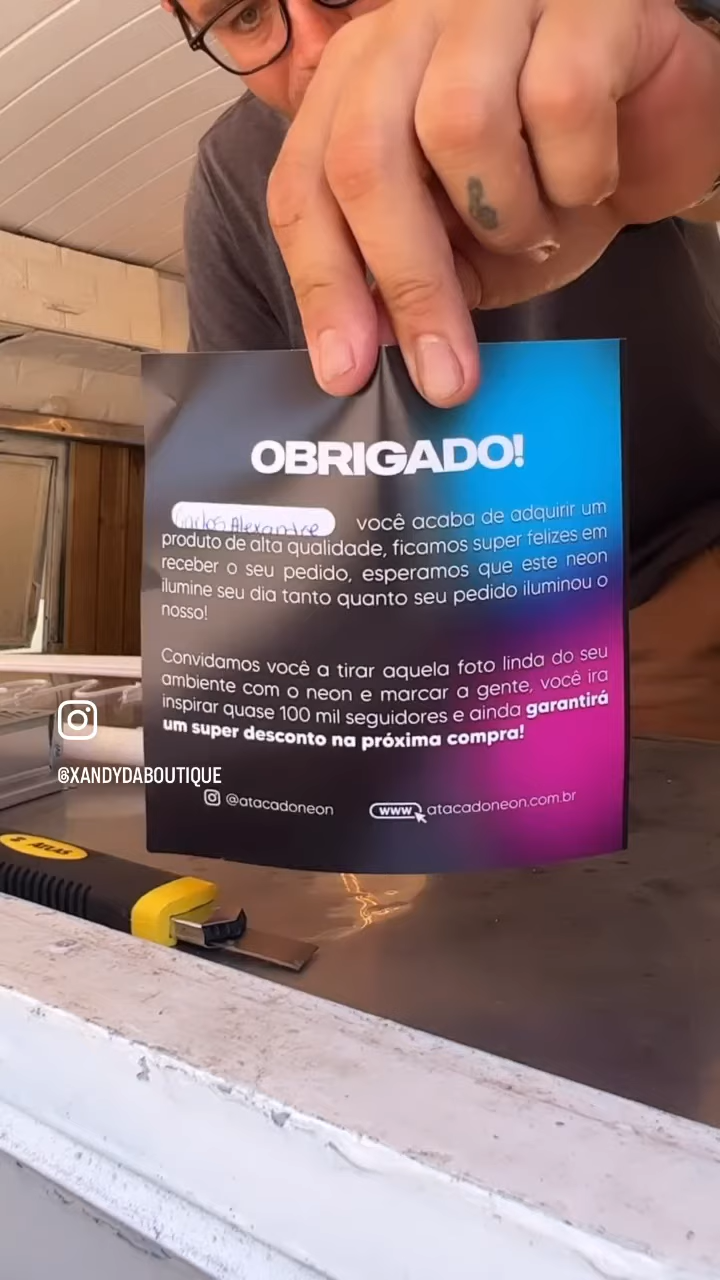 OBRIGADO!
Carlos Alexandre você acaba de adquirir um
produto de alta qualidade, ficamos super felizes em
receber o seu pedido, esperamos que este neon
ilumine seu dia tanto quanto seu pedido iluminou o
nosso!
Convidamos você a tirar aquela foto linda do seu
ambiente com o neon e marcar a gente, você ira
inspirar quase 100 mil seguidores e ainda garantirá
um super desconto na próxima compra!
@atacadoneon www atacadoneon.com.br
@XANDYDABOUTIQUE
ATLAS